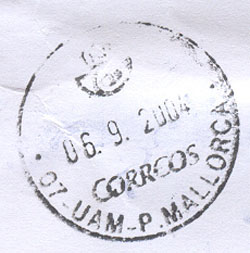 06. 9. 2004
CORREOS
07-UAM-P.MALLORCA